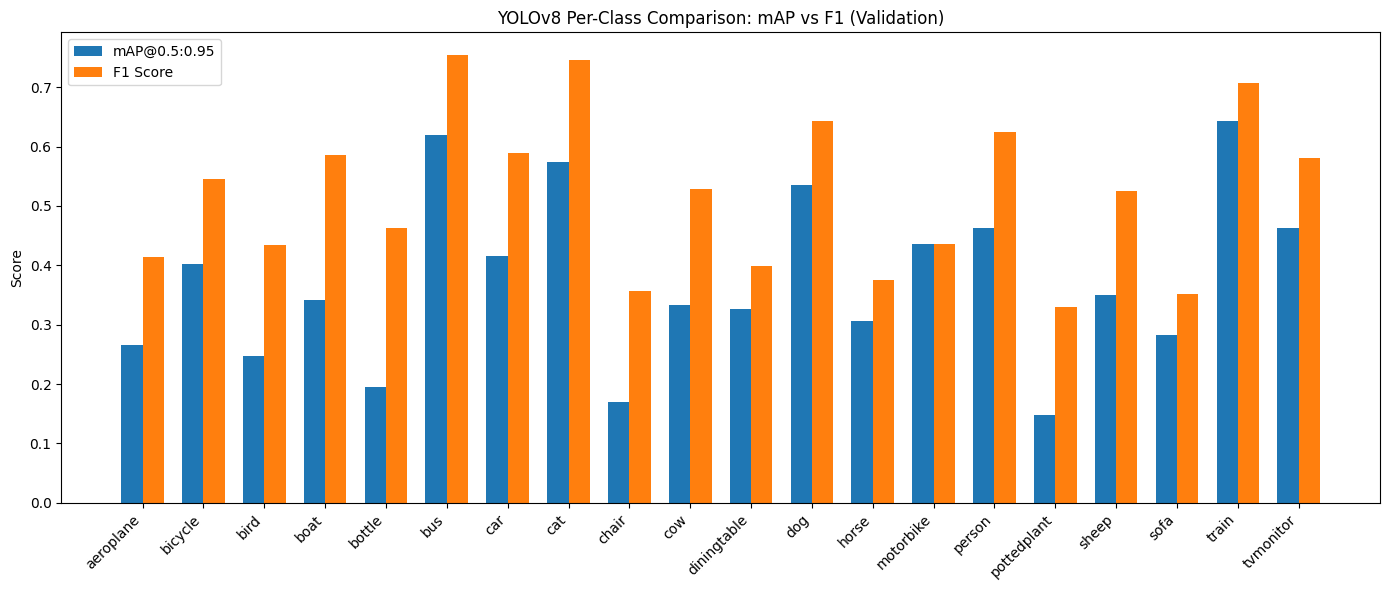 YOLOv8 Per-Class Comparison: mAP vs F1 (Validation)
mAP@0.5:0.95
F1 Score
Score
0.7
0.6
0.5
0.4
0.3
0.2
0.1
0.0
aeroplane
bicycle
bird
boat
bottle
bus
car
cat
chair
cow
diningtable
dog
horse
motorbike
person
pottedplant
sheep
sofa
train
tvmonitor